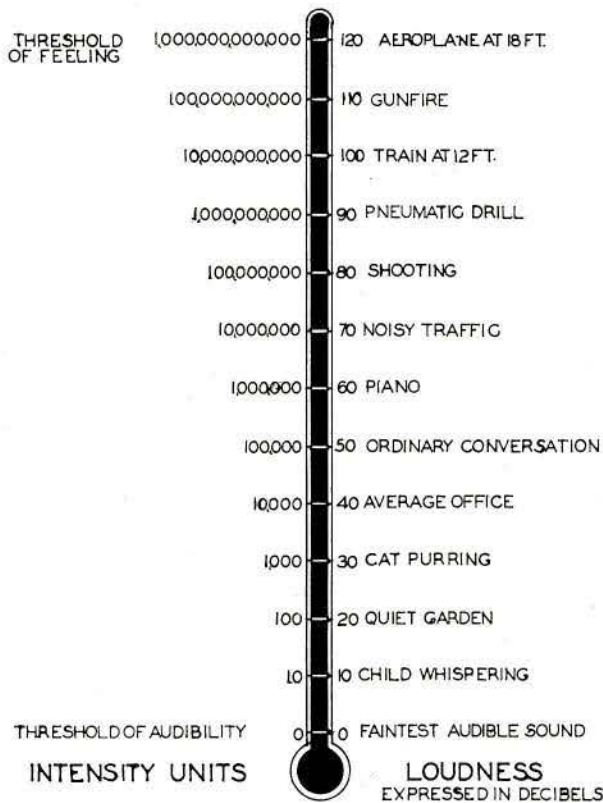 THRESHOLD OF FEELING 1,000,000,000,000 120 AEROPLANE AT 18 FT.
100,000,000,000 110 GUNFIRE
10,000,000,000 100 TRAIN AT 12 FT.
1,000,000,000 90 PNEUMATIC DRILL
100,000,000 80 SHOOTING
10,000,000 70 NOISY TRAFFIC
1,000,000 60 PIANO
100,000 50 ORDINARY CONVERSATION
10,000 40 AVERAGE OFFICE
1,000 30 CAT PURRING
100 20 QUIET GARDEN
10 10 CHILD WHISPERING
THRESHOLD OF AUDIBILITY 0 0 FAINTEST AUDIBLE SOUND
INTENSITY UNITS LOUDNESS
EXPRESSED IN DECIBELS